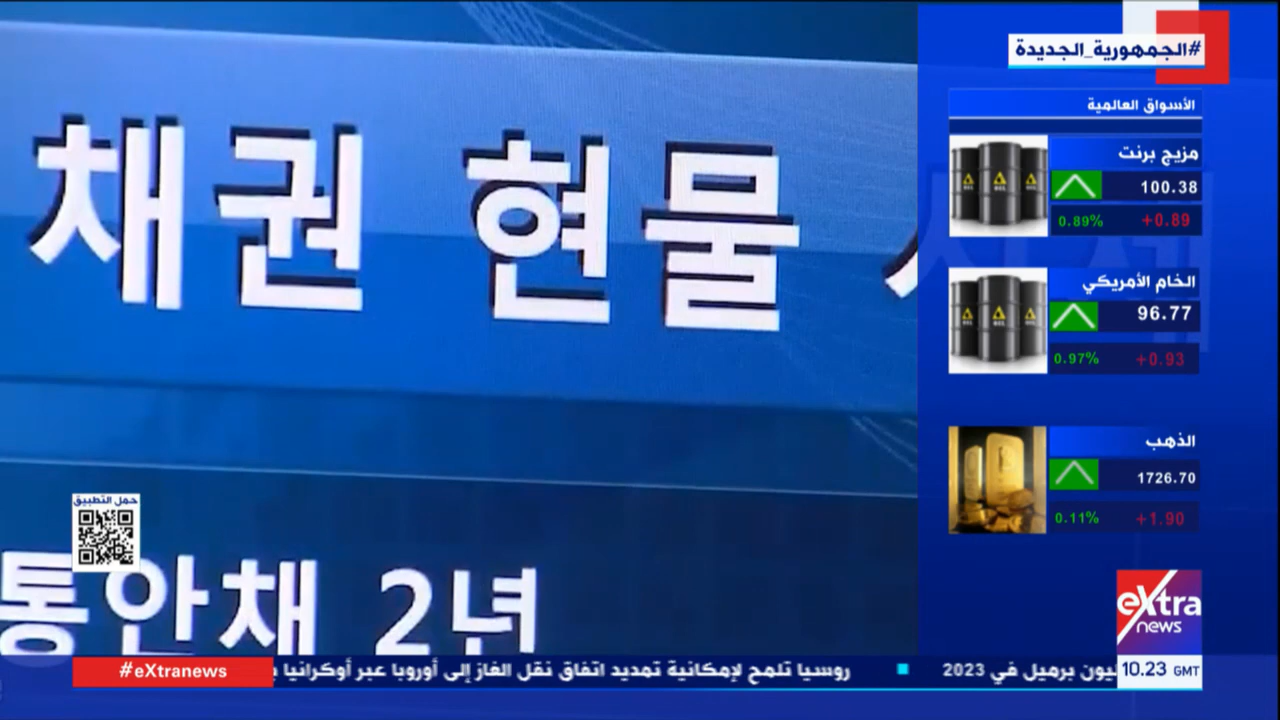 #الجمهورية_الجديدة
الأسواق العالمية
مزيج برنت
100.38
0.89% +0.89
الخام الأمريكي
96.77
0.97% +0.93
الذهب
1726.70
0.11% +1.90
채권 현물
통안채 2년
حمل التطبيق
eXtra
news
10.23 GMT
#eXtranews
يون برميل في 2023 روسيا تلمح لإمكانية تمديد اتفاق نقل الغاز إلى أوروبا عبر أوكرانيا